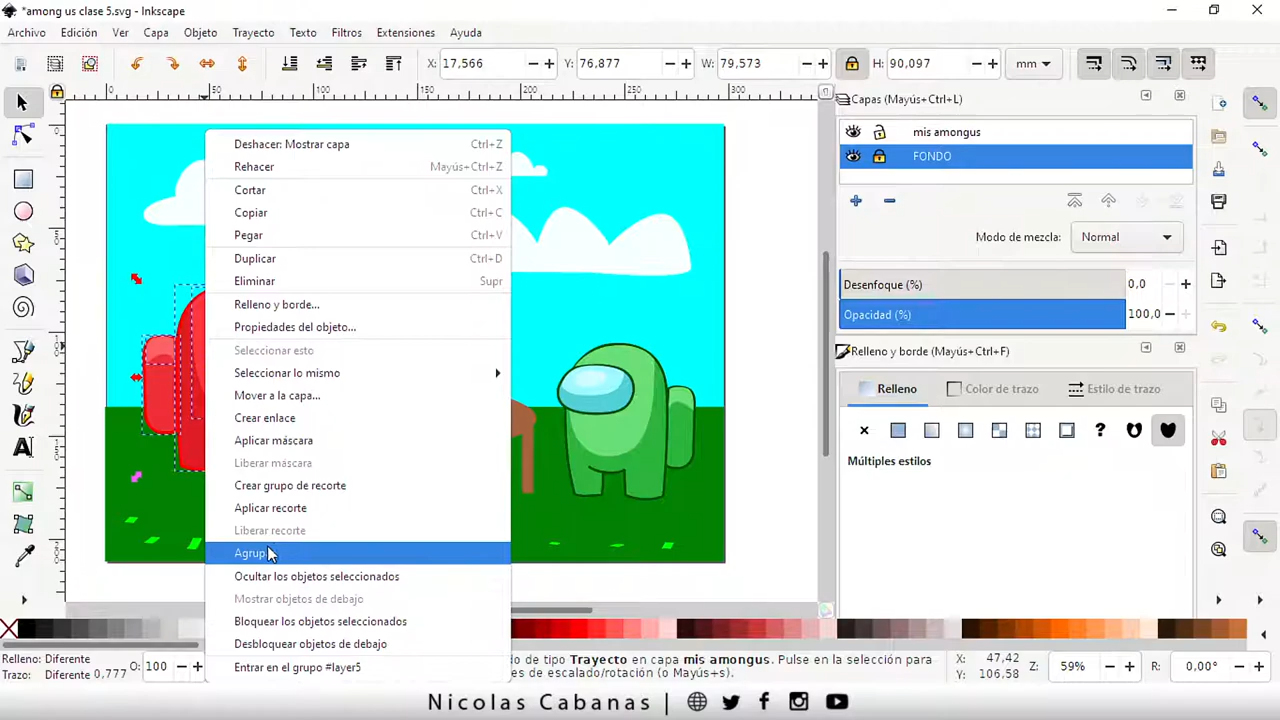 *among us clase 5.svg - Inkscape
Archivo Edición Ver Capa Objeto Trayecto Texto Filtros Extensiones Ayuda
X: 17,566 Y: 76,877 W: 79,573 H: 90,097 mm
0 50 100 150 200 250 300
Capas (Mayús+Ctrl+L)
mis amongus
FONDO
Modo de mezcla: Normal
Desenfoque (%) 0,0
Opacidad (%) 100,0
Relleno y borde (Mayús+Ctrl+F)
Relleno Color de trazo Estilo de trazo
Múltiples estilos
Deshacer: Mostrar capa Ctrl+Z
Rehacer Mayús+Ctrl+Z
Cortar Ctrl+X
Copiar Ctrl+C
Pegar Ctrl+V
Duplicar Ctrl+D
Eliminar Supr
Relleno y borde...
Propiedades del objeto...
Seleccionar esto
Seleccionar lo mismo
Mover a la capa...
Crear enlace
Aplicar máscara
Liberar máscara
Crear grupo de recorte
Aplicar recorte
Liberar recorte
Agrup
Ocultar los objetos seleccionados
Mostrar objetos de debajo
Bloquear los objetos seleccionados
Desbloquear objetos de debajo
Entrar en el grupo #layer5
Relleno: Diferente
Trazo: Diferente 0,777
O: 100
o de tipo Trayecto en capa mis amongus. Pulse en la selección para
es de escalado/rotación (o Mayús+s).
X: 47,42
Y: 106,58
Z: 59%
R: 0,00°
Nicolas Cabanas |